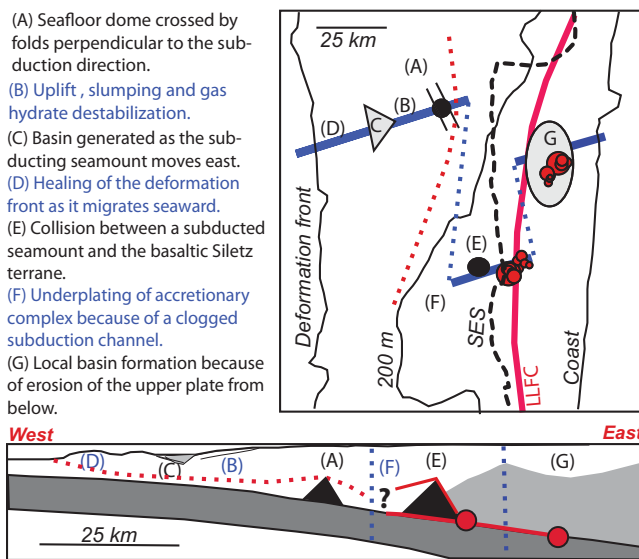 (A) Seafloor dome crossed by
folds perpendicular to the sub-
duction direction.
(B) Uplift , slumping and gas
hydrate destabilization.
(C) Basin generated as the sub-
ducting seamount moves east.
(D) Healing of the deformation
front as it migrates seaward.
(E) Collision between a subducted
seamount and the basaltic Siletz
terrane.
(F) Underplating of accretionary
complex because of a clogged
subduction channel.
(G) Local basin formation because
of erosion of the upper plate from
below.
25 km
(A)
(B)
C
(D)
G
(E)
(F)
Deformation front
200 m
SES
LLFC
Coast
West
East
(D)
(C)
(B)
(A)
(F)
(E)
(G)
?
25 km